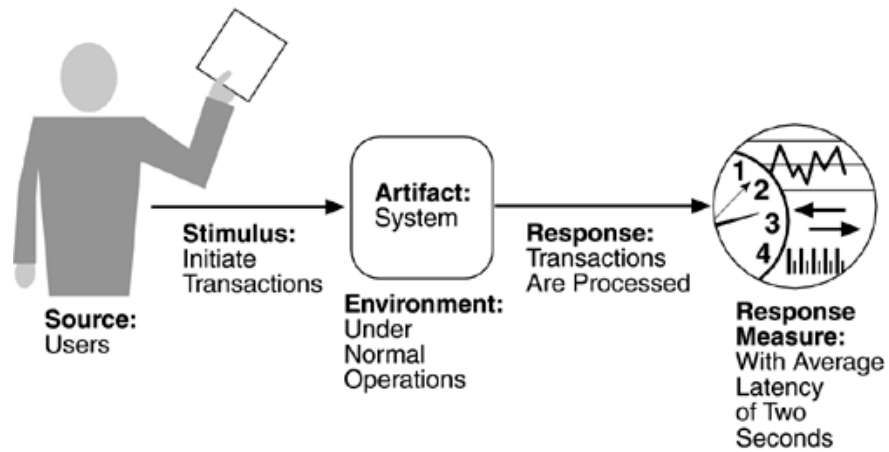 Source:
Users
Stimulus:
Initiate
Transactions
Artifact:
System
Environment:
Under
Normal
Operations
Response:
Transactions
Are Processed
1
2
3
4
Response
Measure:
With Average
Latency
of Two
Seconds